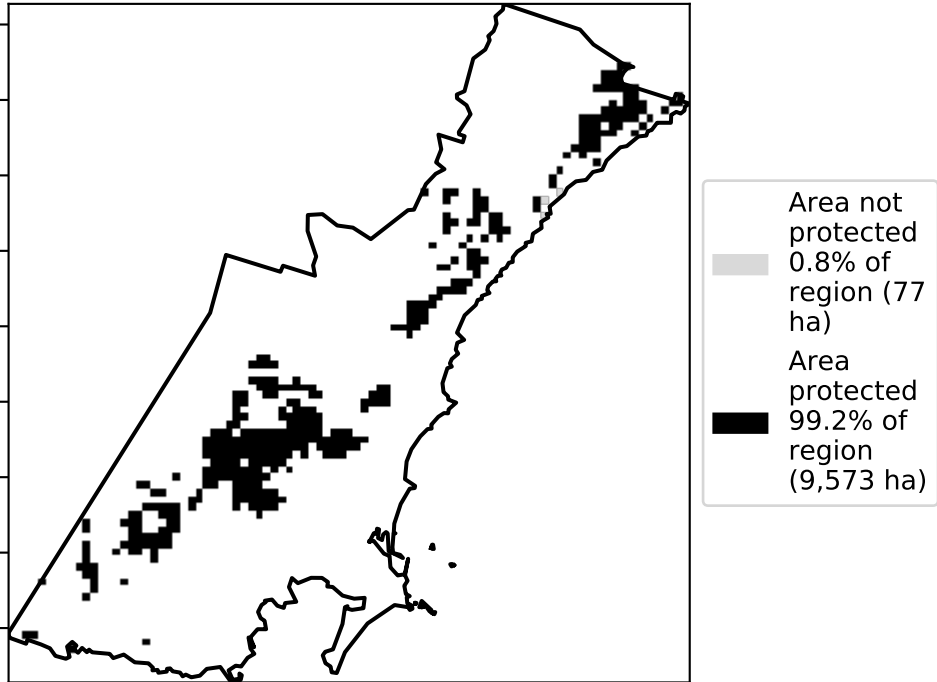 Area not
protected
0.8% of
region (77
ha)
Area
protected
99.2% of
region
(9,573 ha)